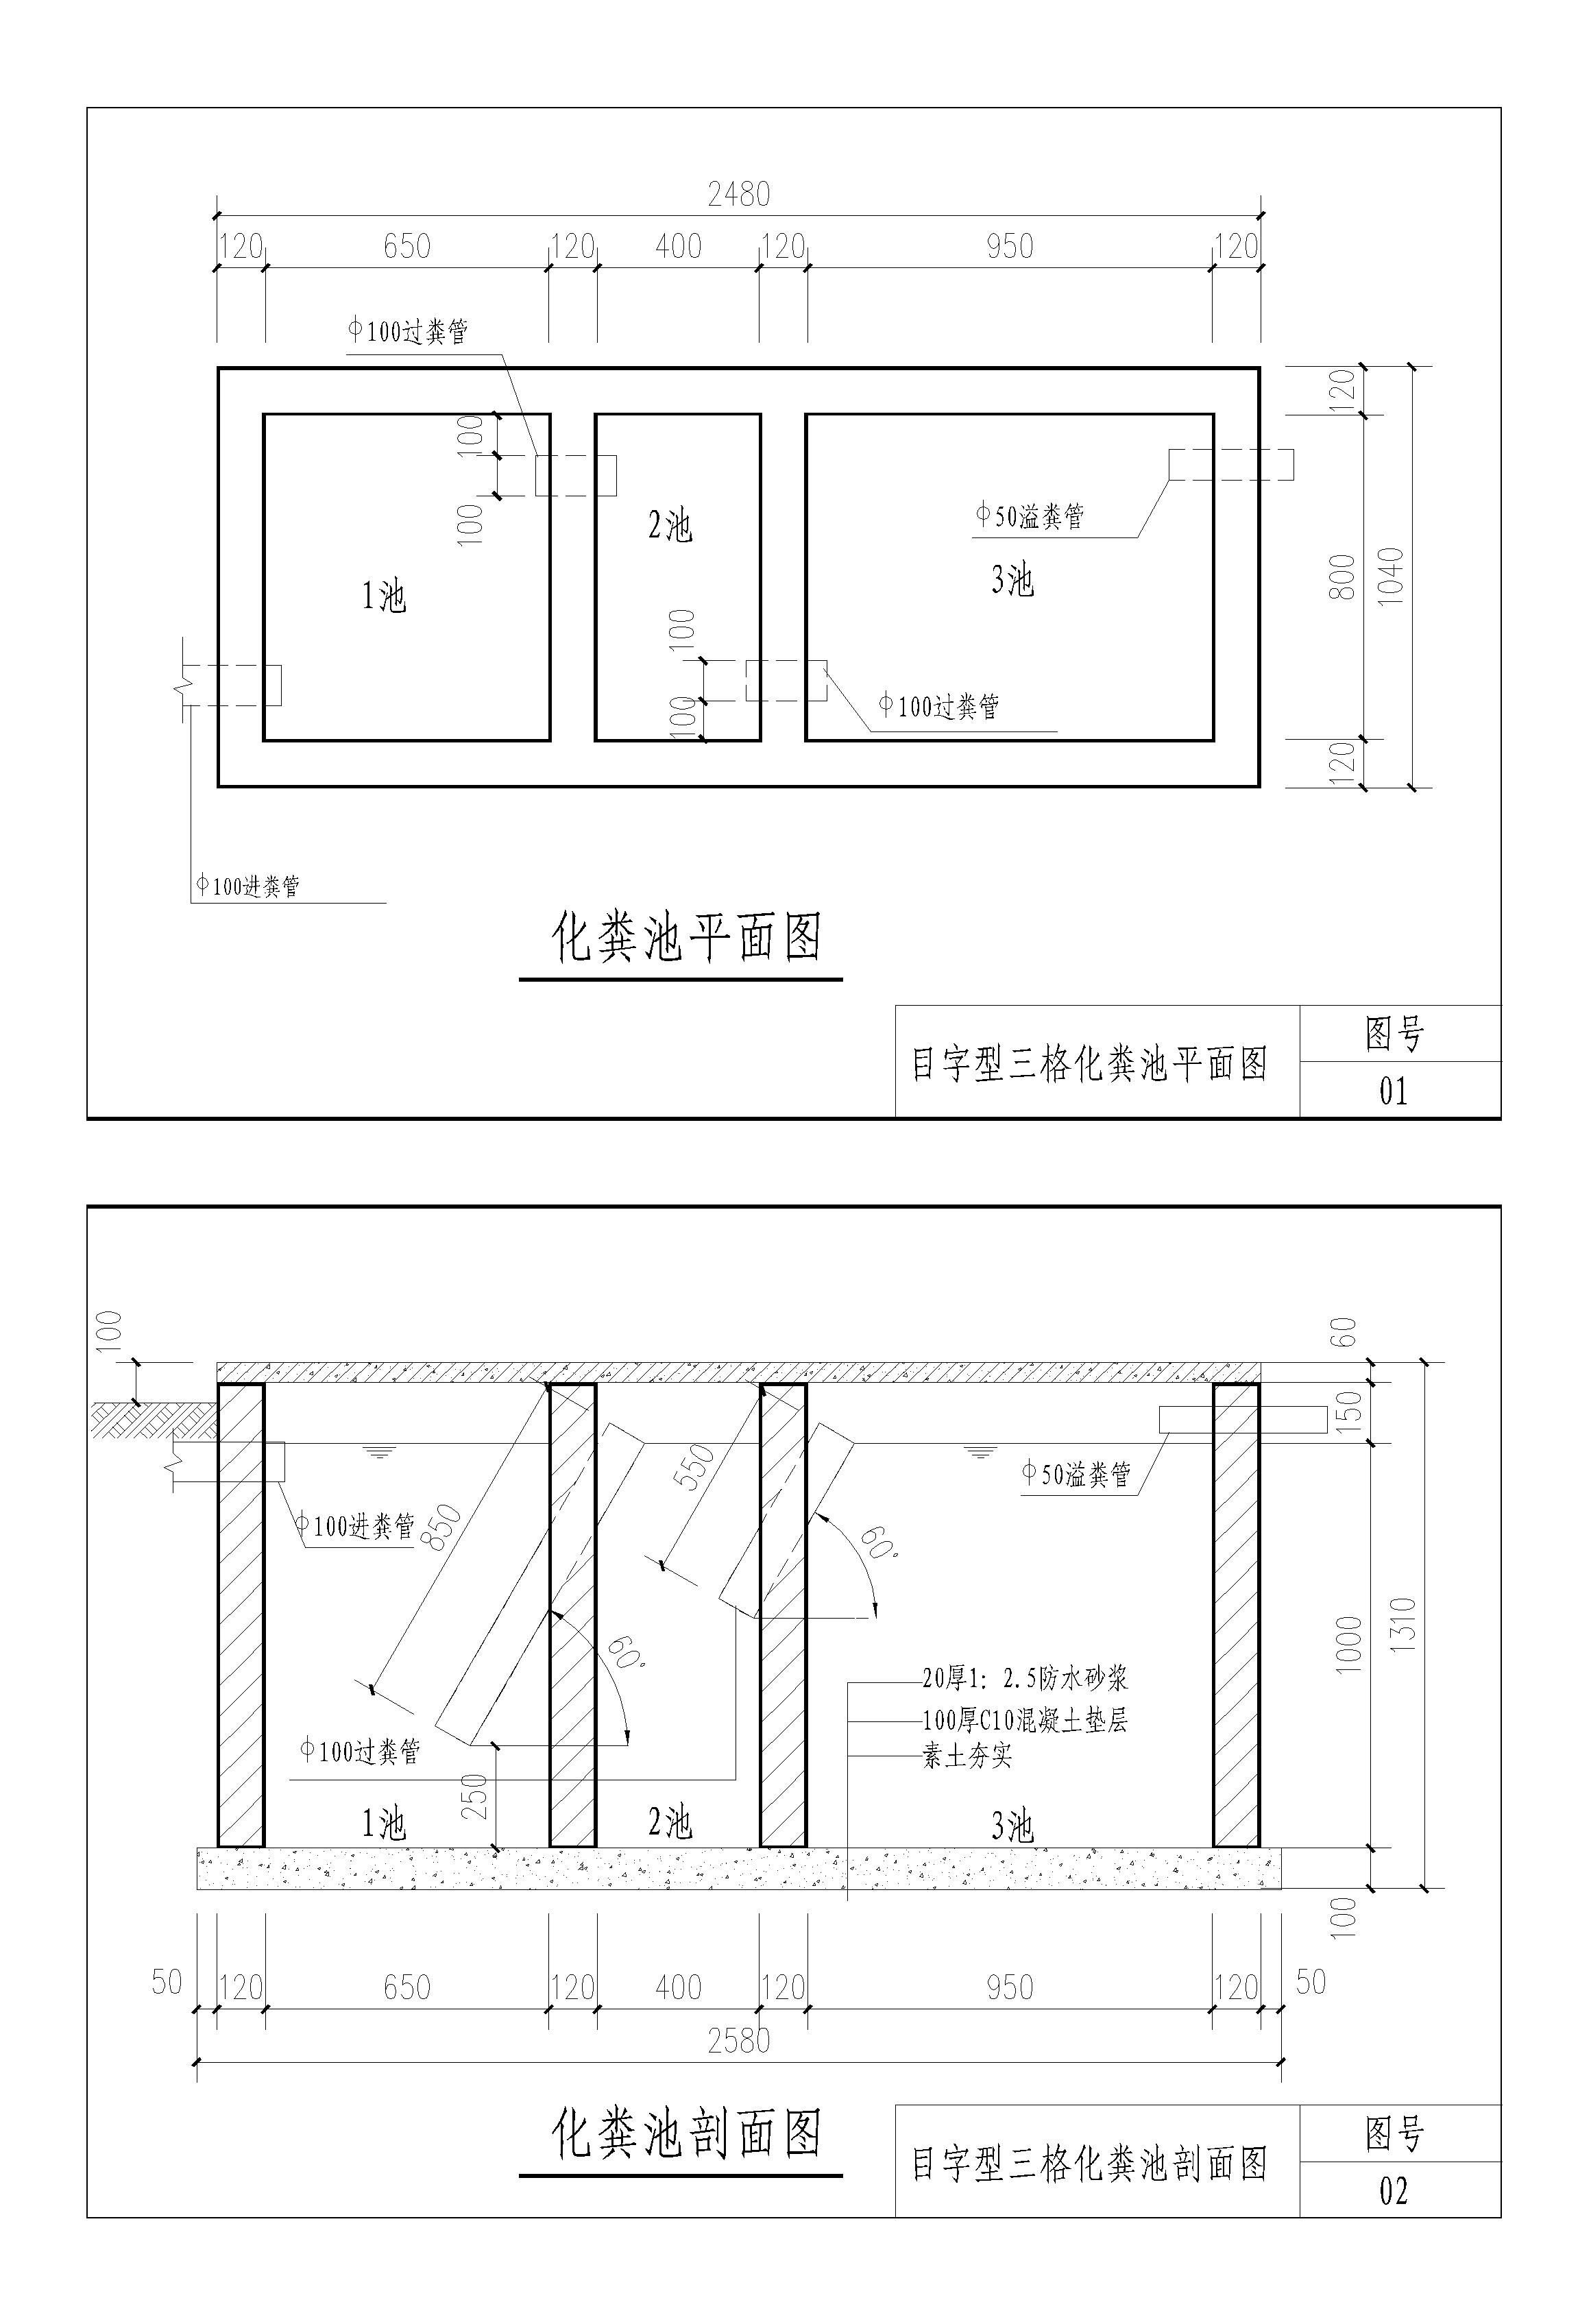 2480
120 650 120 400 120 950 120
ϕ100过粪管
120
100
100
ϕ50溢粪管
2池
800
1040
3池
1池
100
100
ϕ100过粪管
120
ϕ100进粪管
化粪池平面图
目字型三格化粪池平面图
图号
01
100
60
150
550
ϕ50溢粪管
ϕ100进粪管
850
60°
60°
1000
1310
20厚1：2.5防水砂浆
100厚C10混凝土垫层
素土夯实
ϕ100过粪管
250
1池
2池
3池
100
50 120 650 120 400 120 950 120 50
2580
化粪池剖面图
目字型三格化粪池剖面图
图号
02